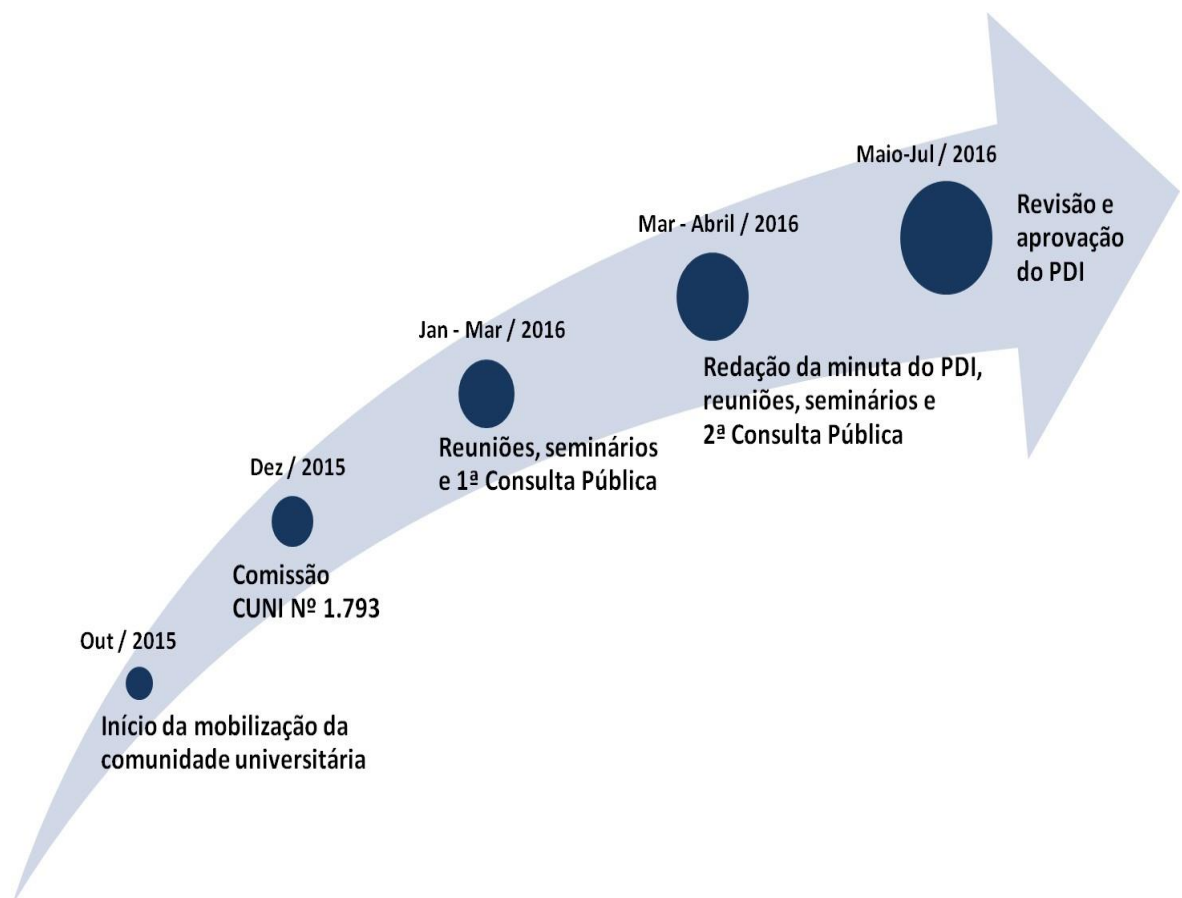 Out / 2015
Início da mobilização da
comunidade universitária
Dez / 2015
Comissão
CUNI Nº 1.793
Jan - Mar / 2016
Reuniões, seminários
e 1ª Consulta Pública
Mar - Abril / 2016
Redação da minuta do PDI,
reuniões, seminários e
2ª Consulta Pública
Maio-Jul / 2016
Revisão e
aprovação
do PDI